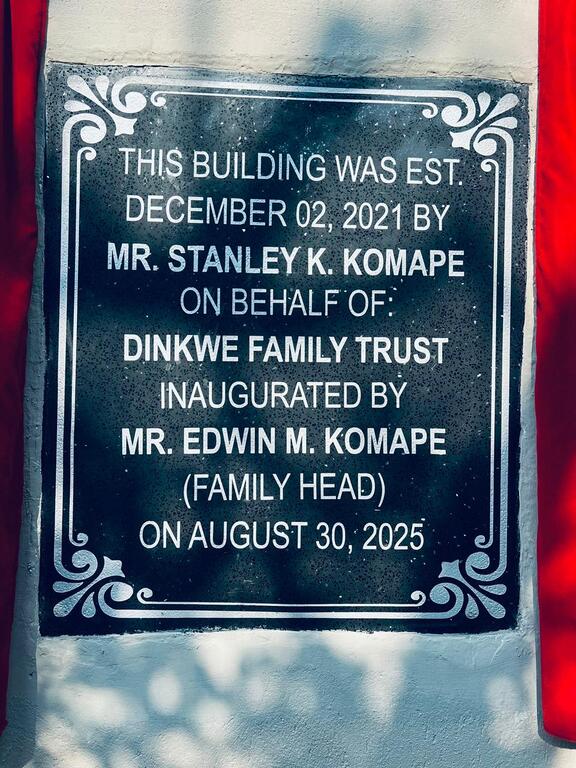 THIS BUILDING WAS EST.
DECEMBER 02, 2021 BY
MR. STANLEY K. KOMAPE
ON BEHALF OF:
DINKWE FAMILY TRUST
INAUGURATED BY
MR. EDWIN M. KOMAPE
(FAMILY HEAD)
ON AUGUST 30, 2025